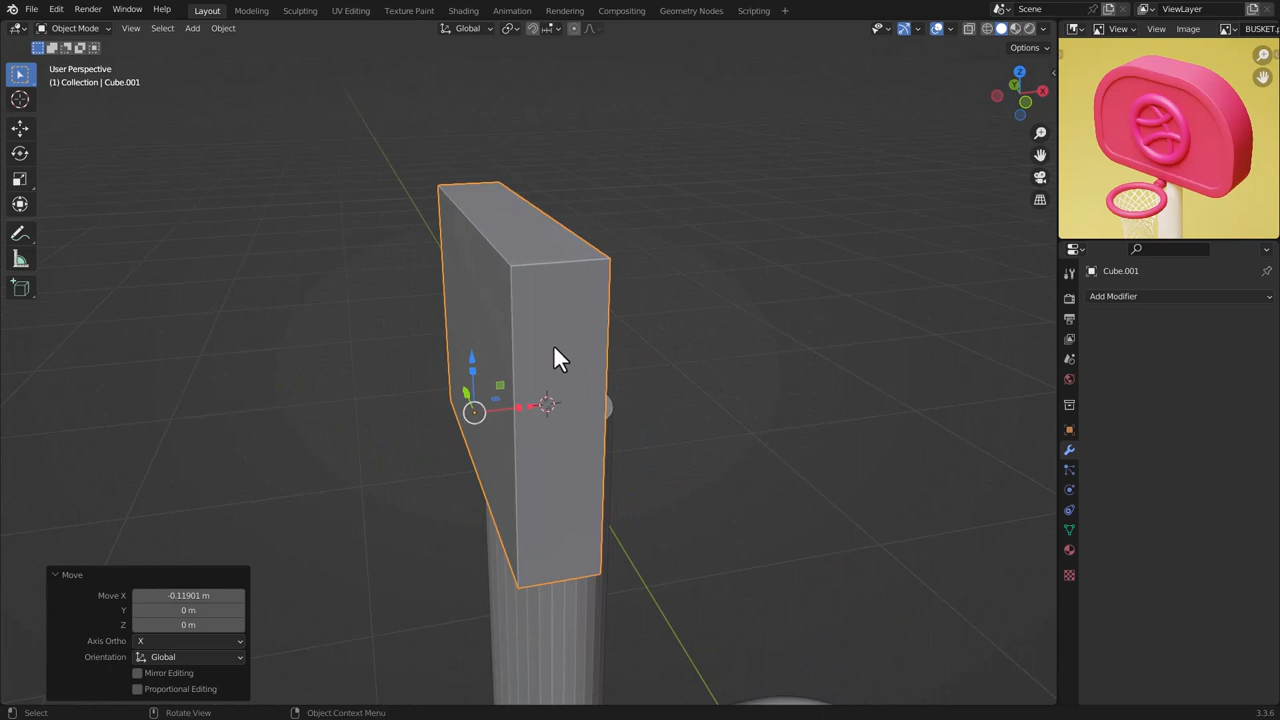 File Edit Render Window Help Layout Modeling Sculpting UV Editing Texture Paint Shading Animation Rendering Compositing Geometry Nodes Scripting Scene ViewLayer
Object Mode View Select Add Object Global View View Image BUSKET.p
Options
User Perspective
(1) Collection | Cube.001
Z
Y
X
Cube.001
Add Modifier
Move
Move X -0.11901 m
Y 0 m
Z 0 m
Axis Ortho X
Orientation Global
Mirror Editing
Proportional Editing
Select Rotate View Object Context Menu 3.3.6